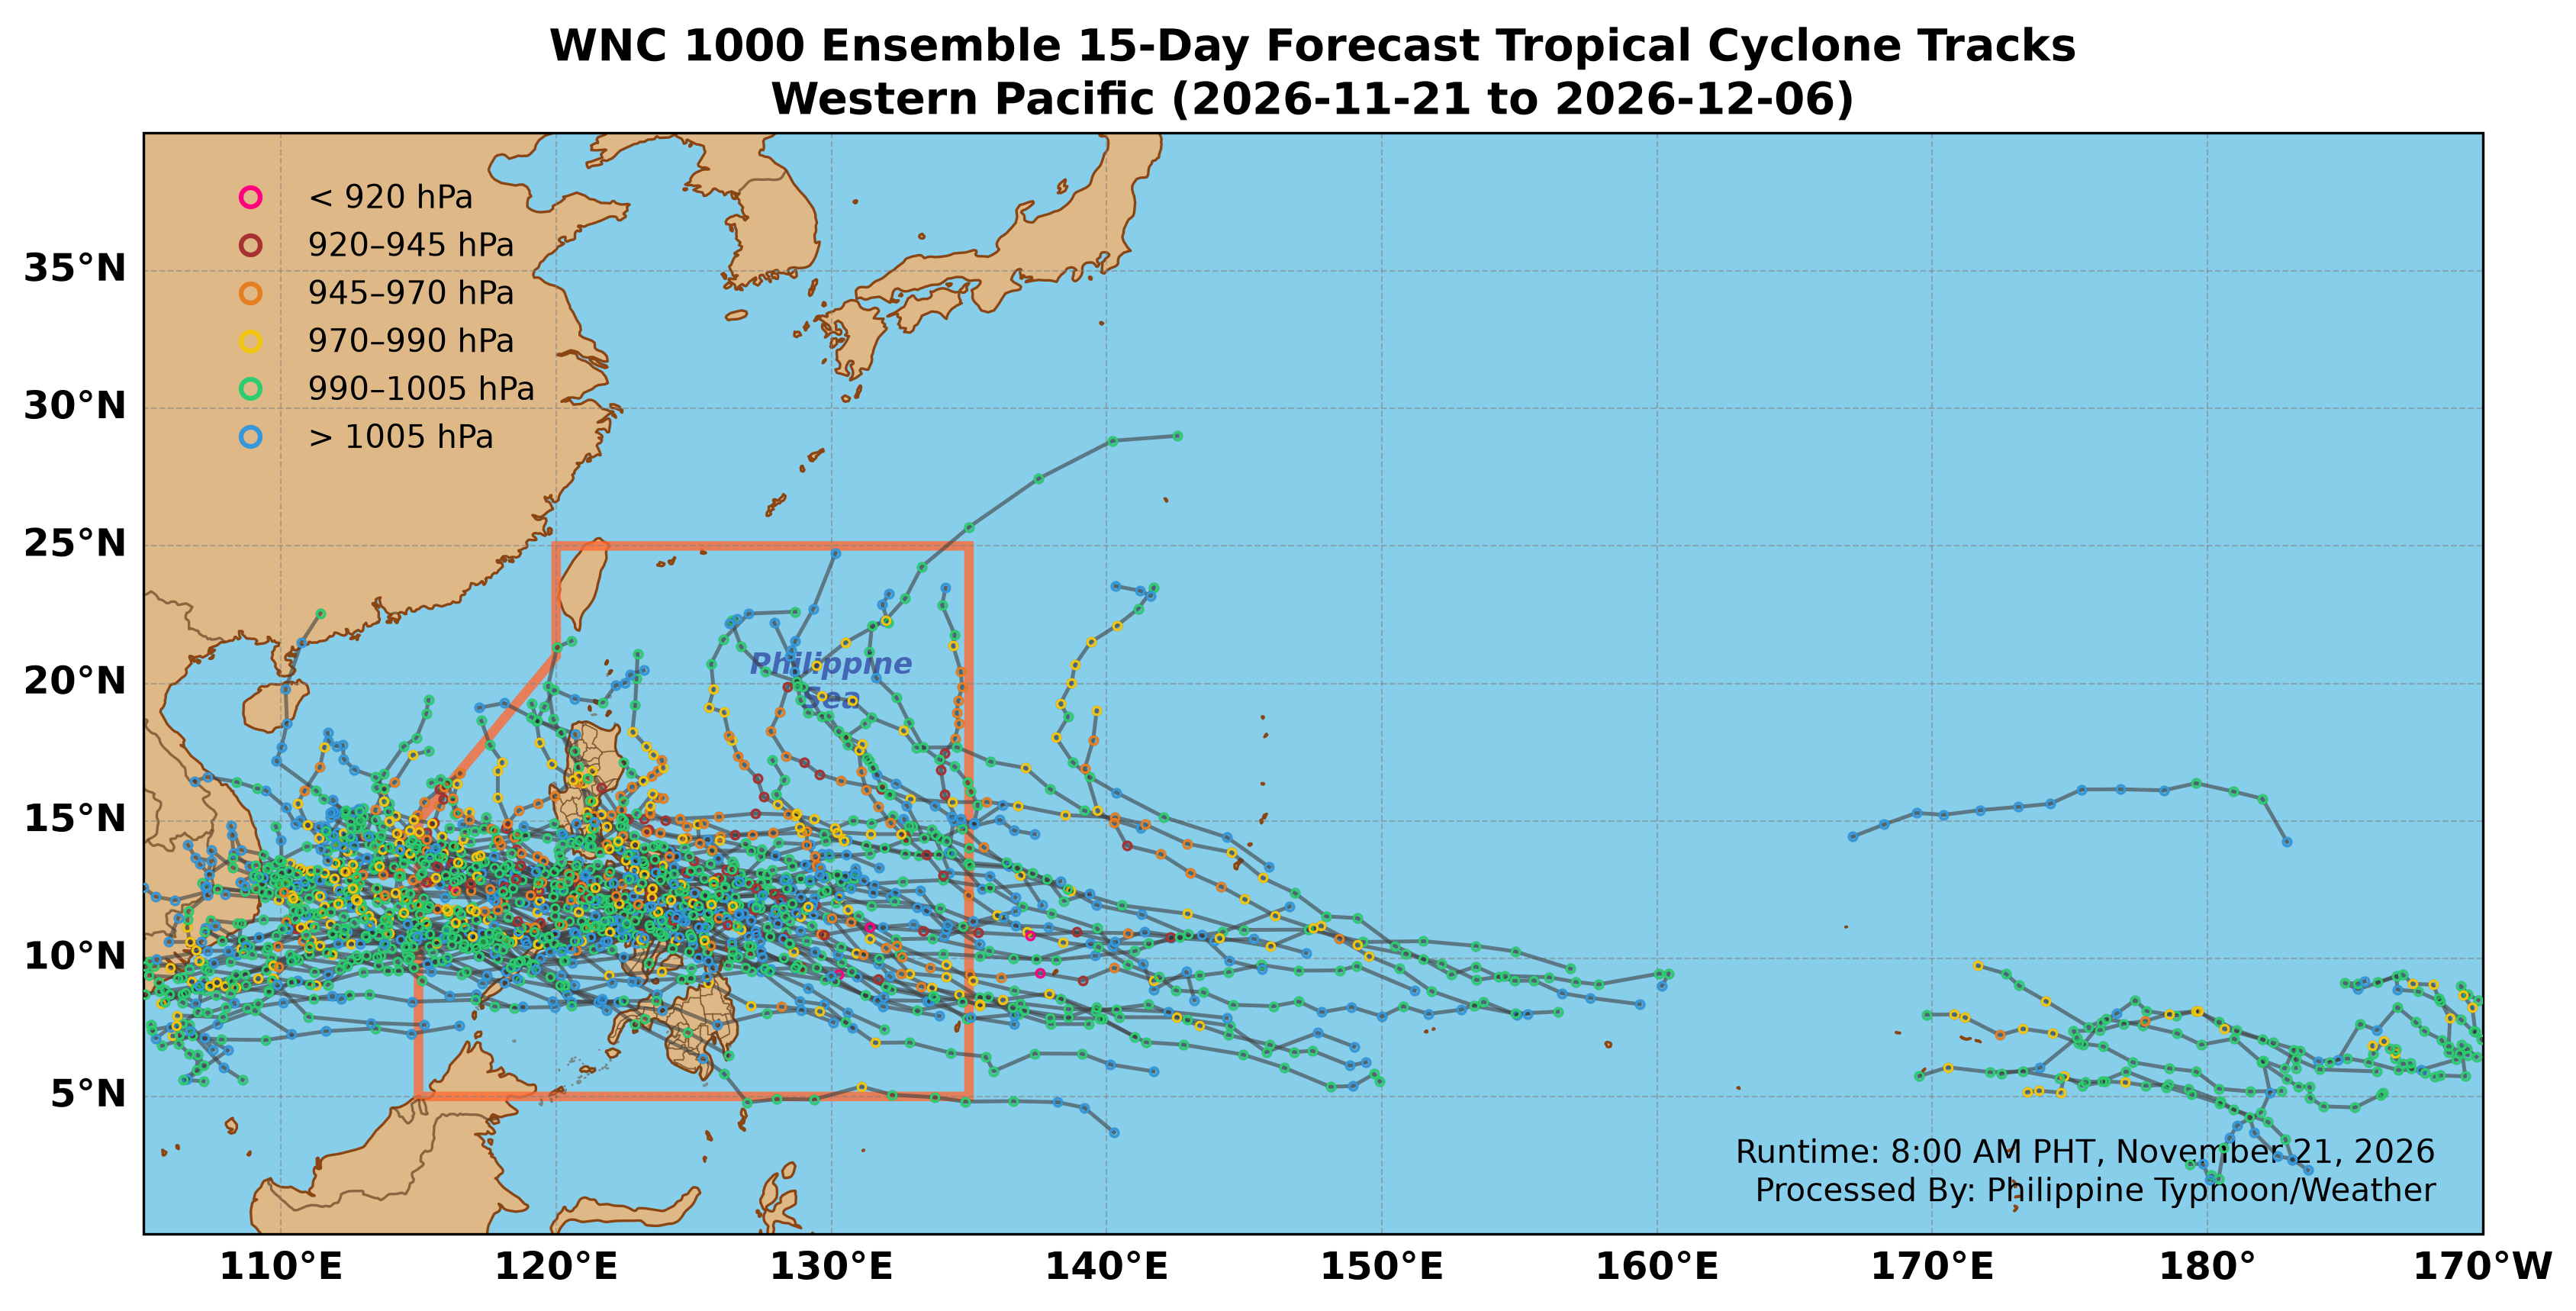 WNC 1000 Ensemble 15-Day Forecast Tropical Cyclone Tracks
Western Pacific (2026-11-21 to 2026-12-06)
< 920 hPa
920–945 hPa
945–970 hPa
970–990 hPa
990–1005 hPa
> 1005 hPa
35°N
30°N
25°N
20°N
15°N
10°N
5°N
Philippine
Sea
Runtime: 8:00 AM PHT, November 21, 2026
Processed By: Philippine Typhoon/Weather
110°E
120°E
130°E
140°E
150°E
160°E
170°E
180°
170°W